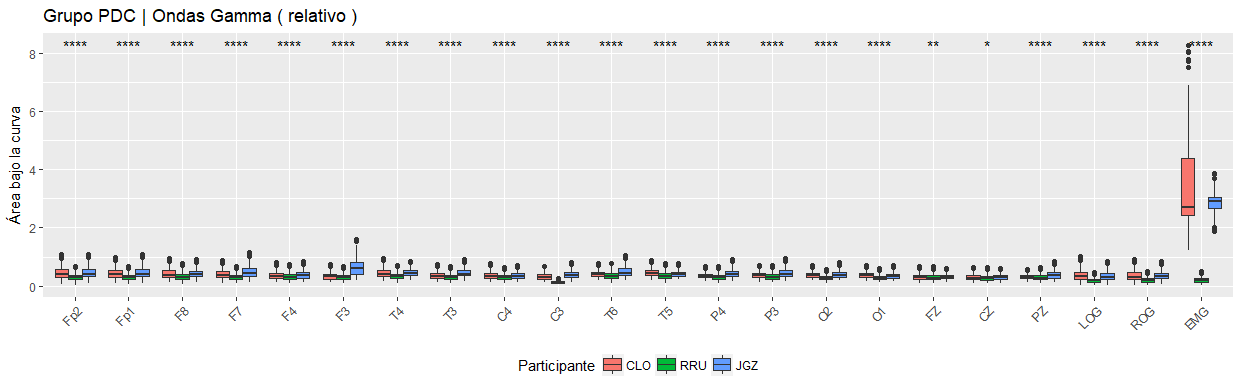 Grupo PDC | Ondas Gamma ( relativo )
**** **** **** **** **** **** **** **** **** **** **** **** **** **** **** **** ** * **** **** **** ****
8
6
4
2
0
Área bajo la curva
Fp2 Fp1 F8 F7 F4 F3 T4 T3 C4 C3 T6 T5 P4 P3 O2 O1 FZ CZ PZ LOG ROG EMG
Participante CLO RRU JGZ